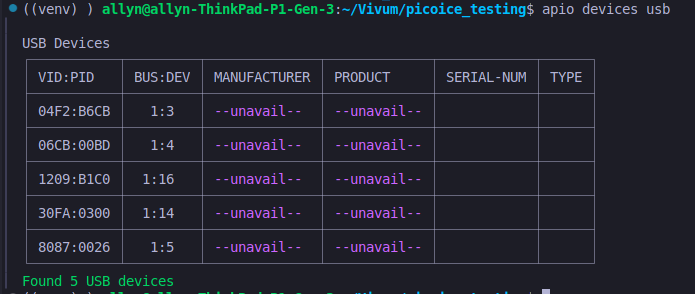 ((venv) ) allyn@allyn-ThinkPad-P1-Gen-3:~/Vivum/picoice_testing$ apio devices usb
USB Devices
VID:PID BUS:DEV MANUFACTURER PRODUCT SERIAL-NUM TYPE
04F2:B6CB 1:3 --unavail-- --unavail--
06CB:00BD 1:4 --unavail-- --unavail--
1209:B1C0 1:16 --unavail-- --unavail--
30FA:0300 1:14 --unavail-- --unavail--
8087:0026 1:5 --unavail-- --unavail--
Found 5 USB devices